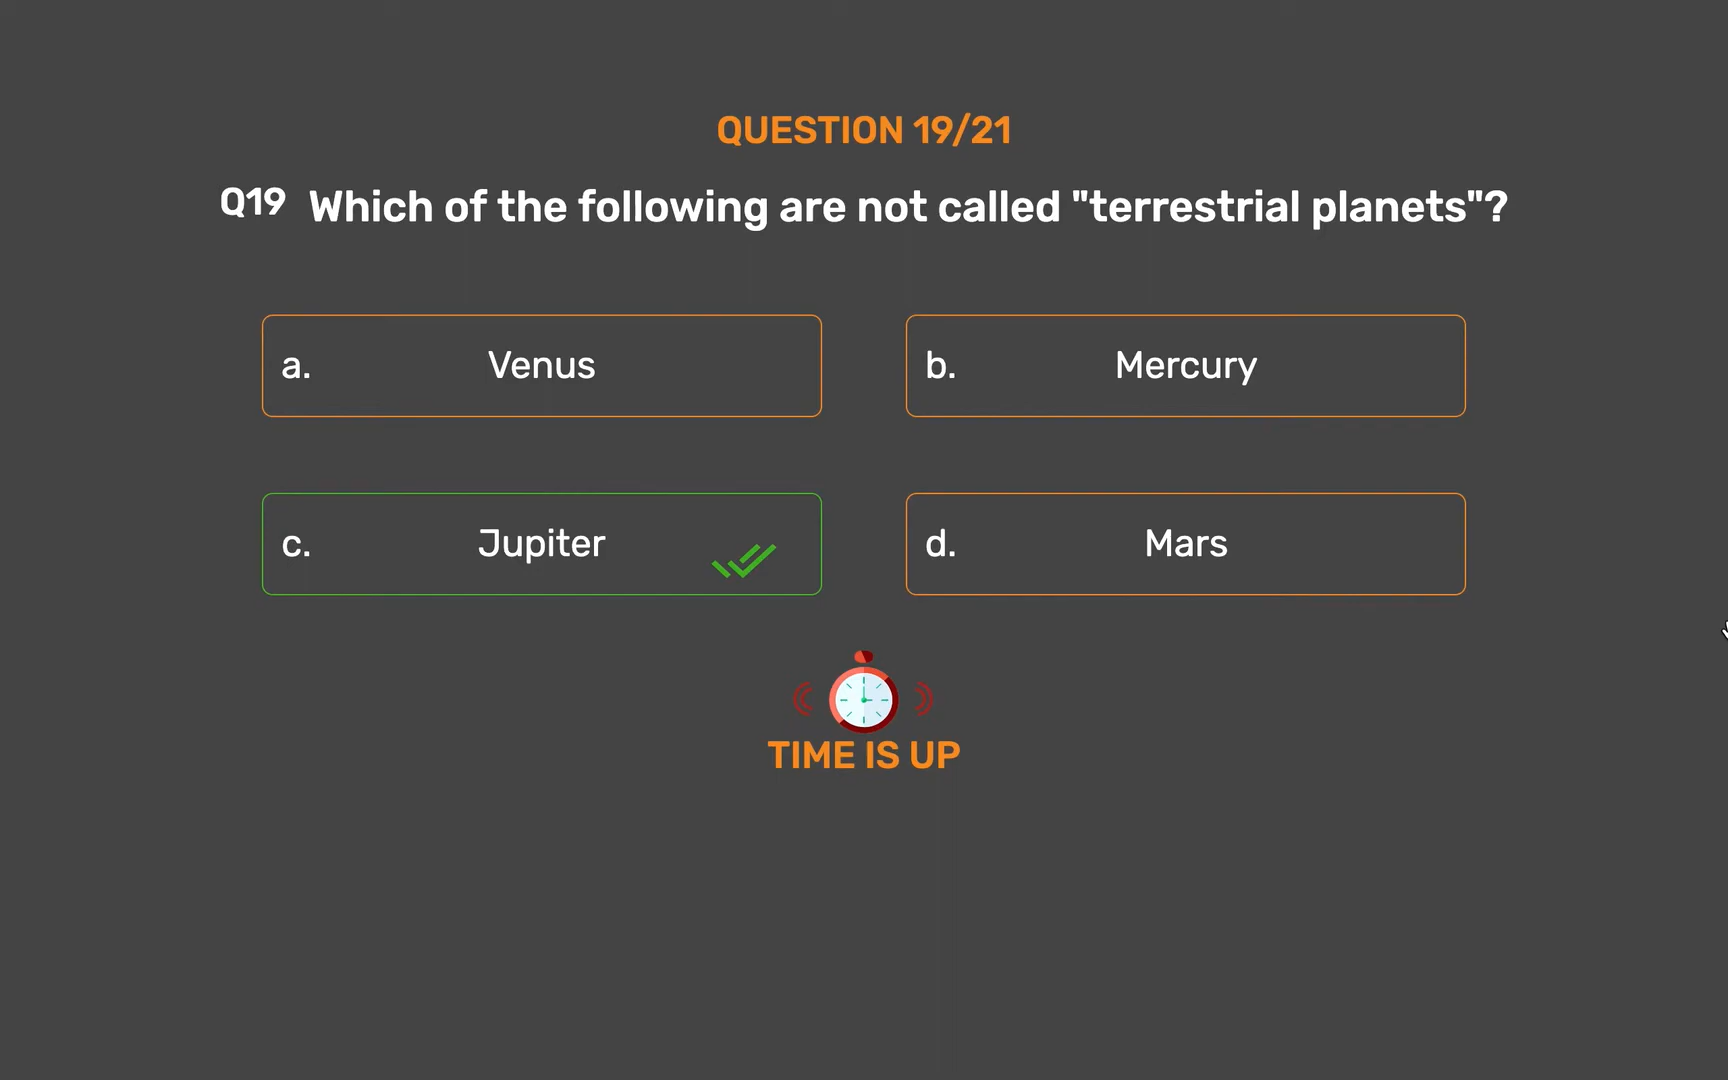 QUESTION 19/21
Q19 Which of the following are not called "terrestrial planets"?
a. Venus
b. Mercury
c. Jupiter
d. Mars
TIME IS UP